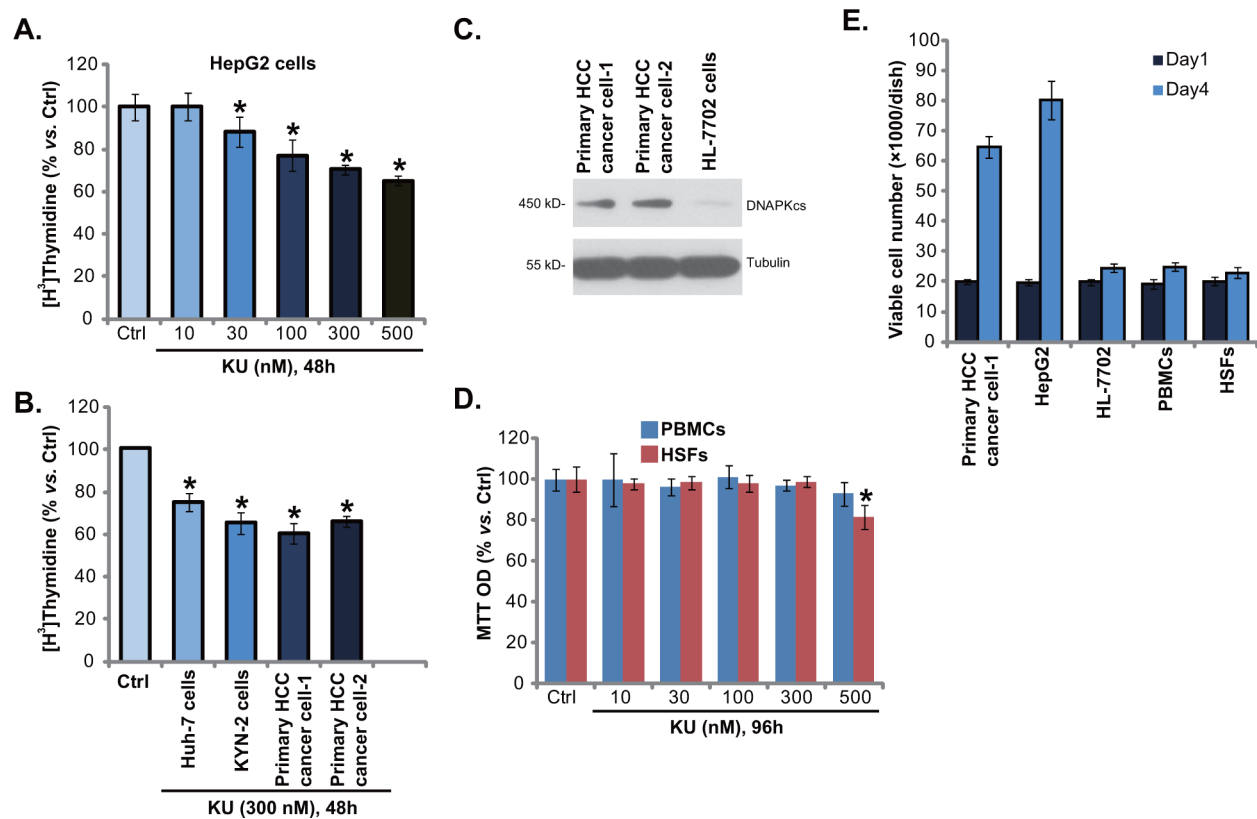 A.
HepG2 cells
[H³]Thymidine (% vs. Ctrl)
120
100
80
60
40
20
0
Ctrl
10
30
100
300
500
*
*
*
*
KU (nM), 48h
B.
[H³]Thymidine (% vs. Ctrl)
100
80
60
40
20
0
*
*
*
*
Ctrl
Huh-7 cells
KYN-2 cells
Primary HCC
cancer cell-1
Primary HCC
cancer cell-2
KU (300 nM), 48h
C.
Primary HCC
cancer cell-1
Primary HCC
cancer cell-2
HL-7702 cells
450 kD-
DNAPKcs
55 kD-
Tubulin
D.
PBMCs
HSFs
MTT OD (% vs. Ctrl)
120
100
80
60
40
20
0
*
Ctrl
10
30
100
300
500
KU (nM), 96h
E.
Day1
Day4
Viable cell number (×1000/dish)
100
90
80
70
60
50
40
30
20
10
0
Primary HCC
cancer cell-1
HepG2
HL-7702
PBMCs
HSFs